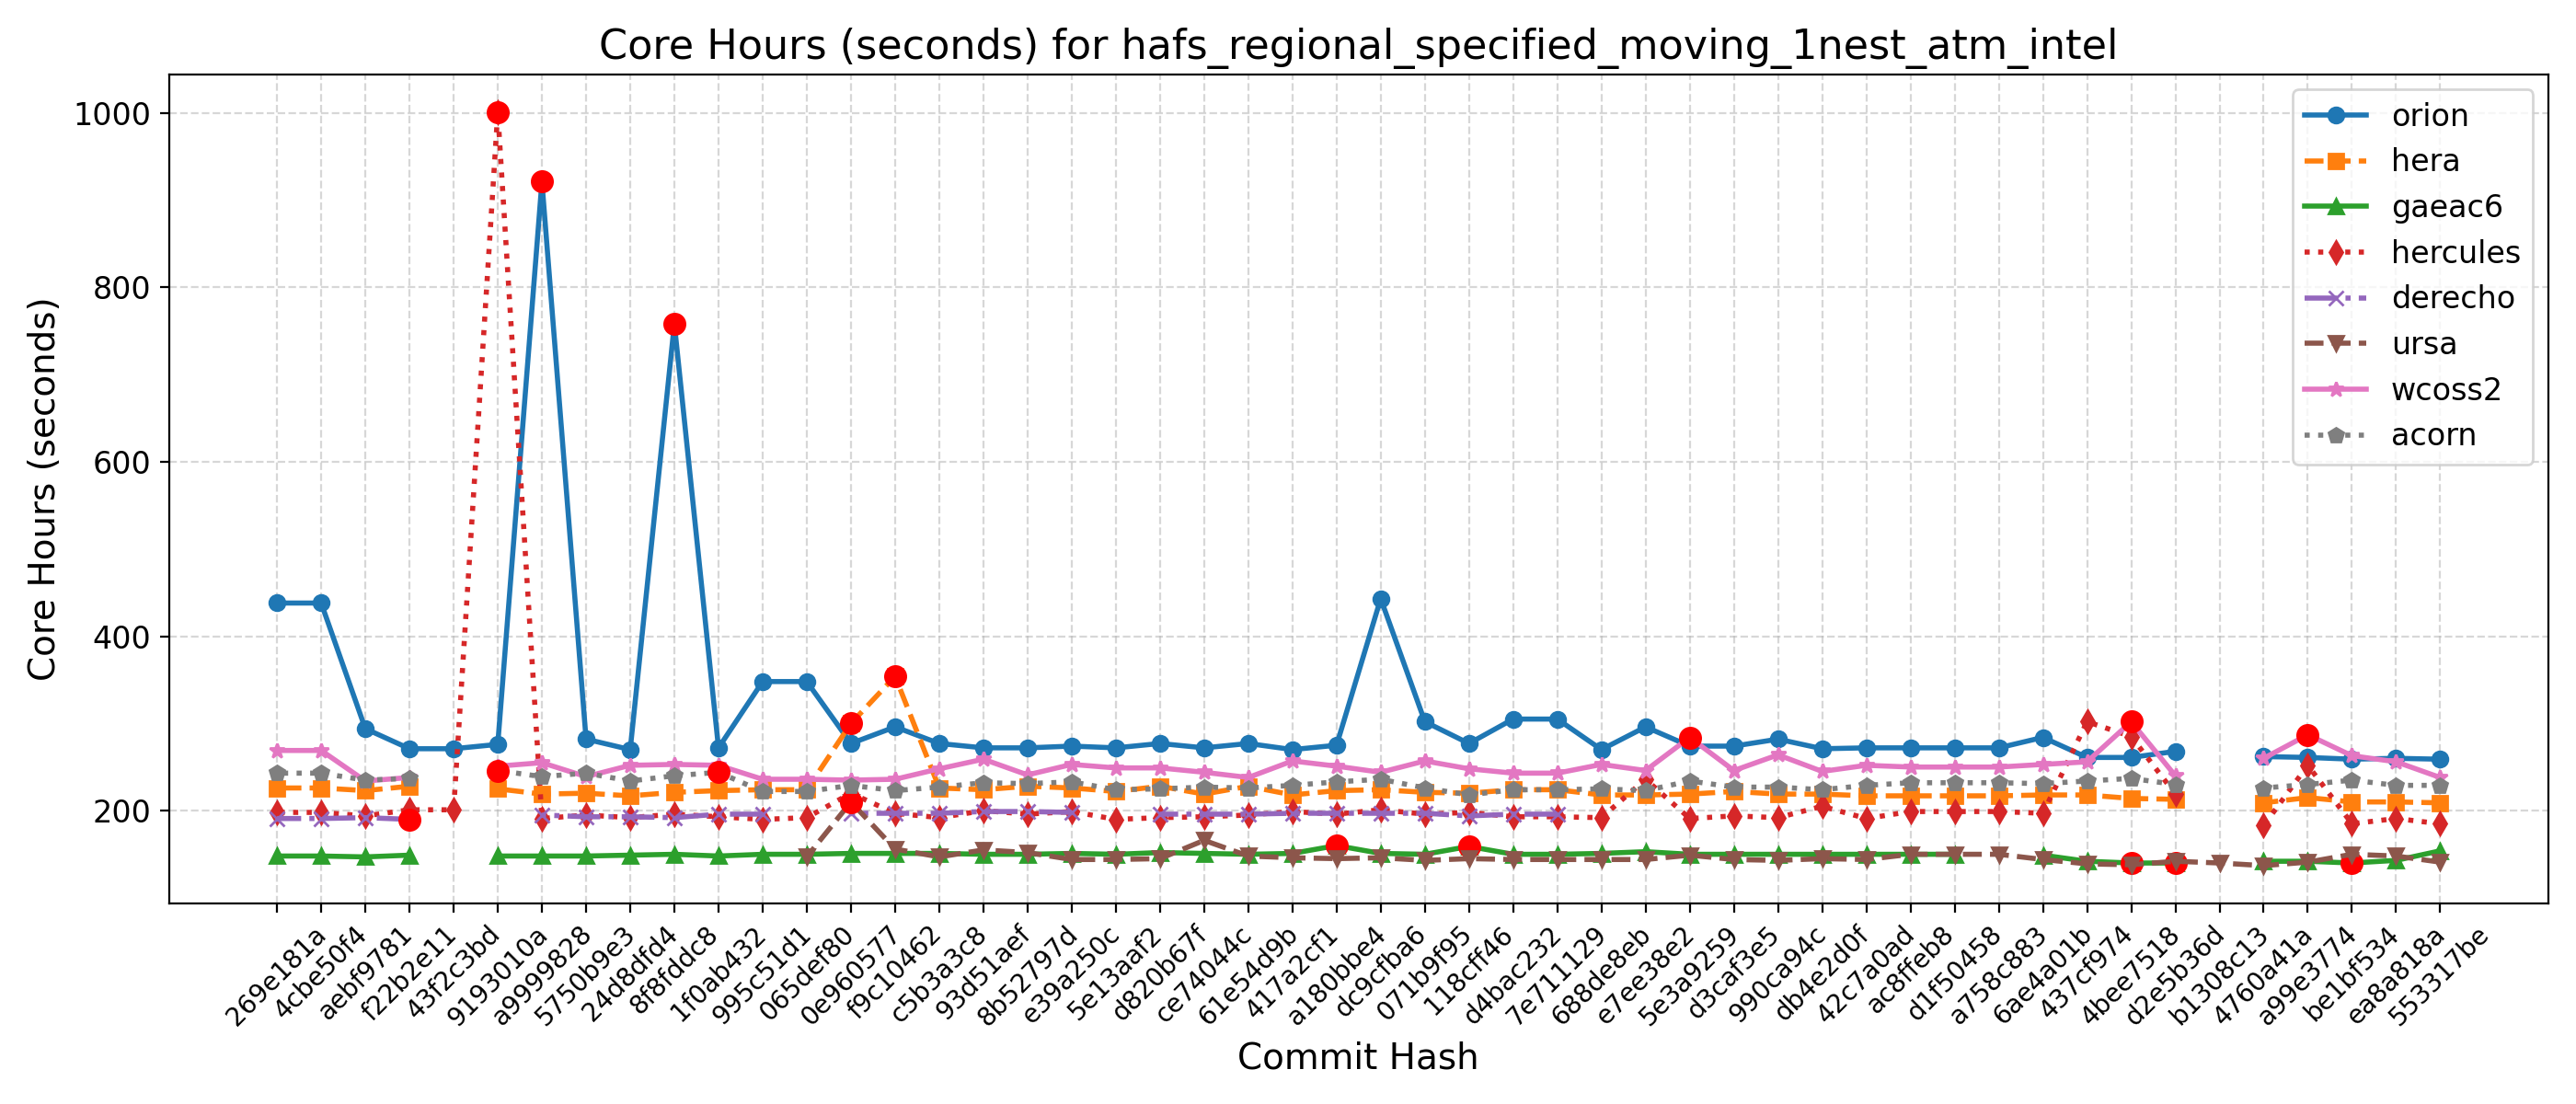 Core Hours (seconds) for hafs_regional_specified_moving_1nest_atm_intel
Core Hours (seconds)
1000
800
600
400
200
orion
hera
gaeac6
hercules
derecho
ursa
wcoss2
acorn
269e181a
4cbe50f4
aebf9781
f22b2e11
43f2c3bd
9193010a
a9999828
5750b9e3
24d8dfd4
8f8fddc8
1f0ab432
995c51d1
065def80
0e960577
f9c10462
c5b3a3c8
93d51aef
8b52797d
e39a250c
5e13aaf2
d820b67f
ce74044c
61e54d9b
417a2cf1
a180bbe4
dc9cfba6
071b9f95
118cff46
d4bac232
7e711129
688de8eb
e7ee38e2
5e3a9259
d3caf3e5
990ca94c
db4e2d0f
42c7a0ad
ac8ffeb8
d1f50458
a758c883
6ae4a01b
437cf974
4bee7518
d2e5b36d
b1308c13
4760a41a
a99e3774
be1bf534
ea8a818a
553317be
Commit Hash